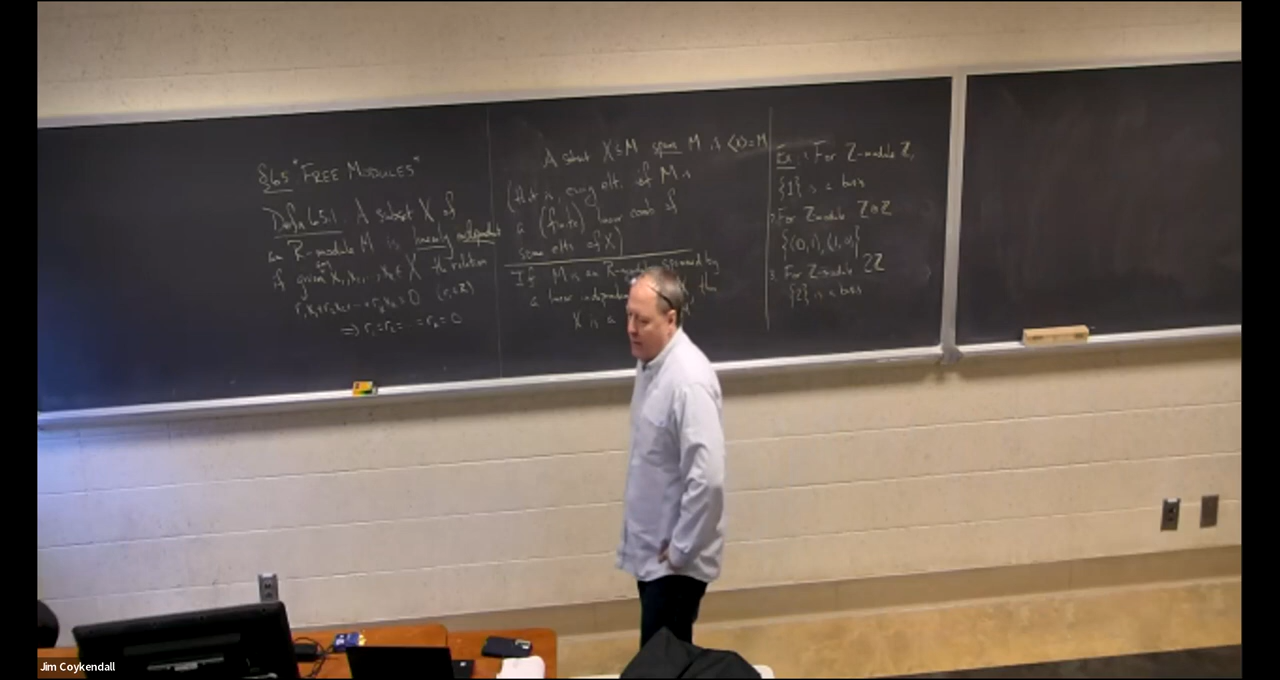 §6.5 "FREE MODULES"
Defn 6.5.1: A subset X of
an R-module M is linearly independent
if given any x₁, x₂, ..., xₖ ∈ X the relation
r₁x₁+r₂x₂+...+rₖxₖ=0 (rᵢ∈R)
⇒ r₁=r₂=...=rₖ=0
A subset X⊆M spans M if ⟨X⟩=M
(that is, every elt. of M is
a (finite) linear comb of
some elts of X)
If M is an R-module spanned by
a linear independent
X is a
Ex: 1. For Z-module Z,
{1} is a basis
2. For Z-module Z⊕Z
{(0,1),(1,0)}
3. For Z-module 2Z
{2} is a basis
Jim Coykendall